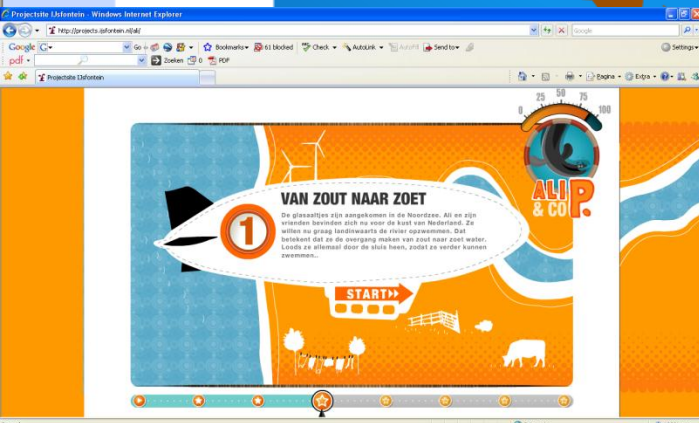 Projectsite IJsfontein - Windows Internet Explorer
http://projects.ijsfontein.nl/ali/
Google
Google G Go Bookmarks 61 blocked Check AutoLink AutoFill Send to Settings
pdf Zoeken 0 PDF
Projectsite IJsfontein Pagina Extra
0 25 50 75 100
ALI P.
& CO
1
VAN ZOUT NAAR ZOET
De glasaaltjes zijn aangekomen in de Noordzee. Ali en zijn
vrienden bevinden zich nu voor de kust van Nederland. Ze
willen nu graag landinwaarts de rivier opzwemmen. Dat
betekent dat ze de overgang maken van zout naar zoet water.
Loods ze allemaal door de sluis heen, zodat ze verder kunnen
zwemmen..
START